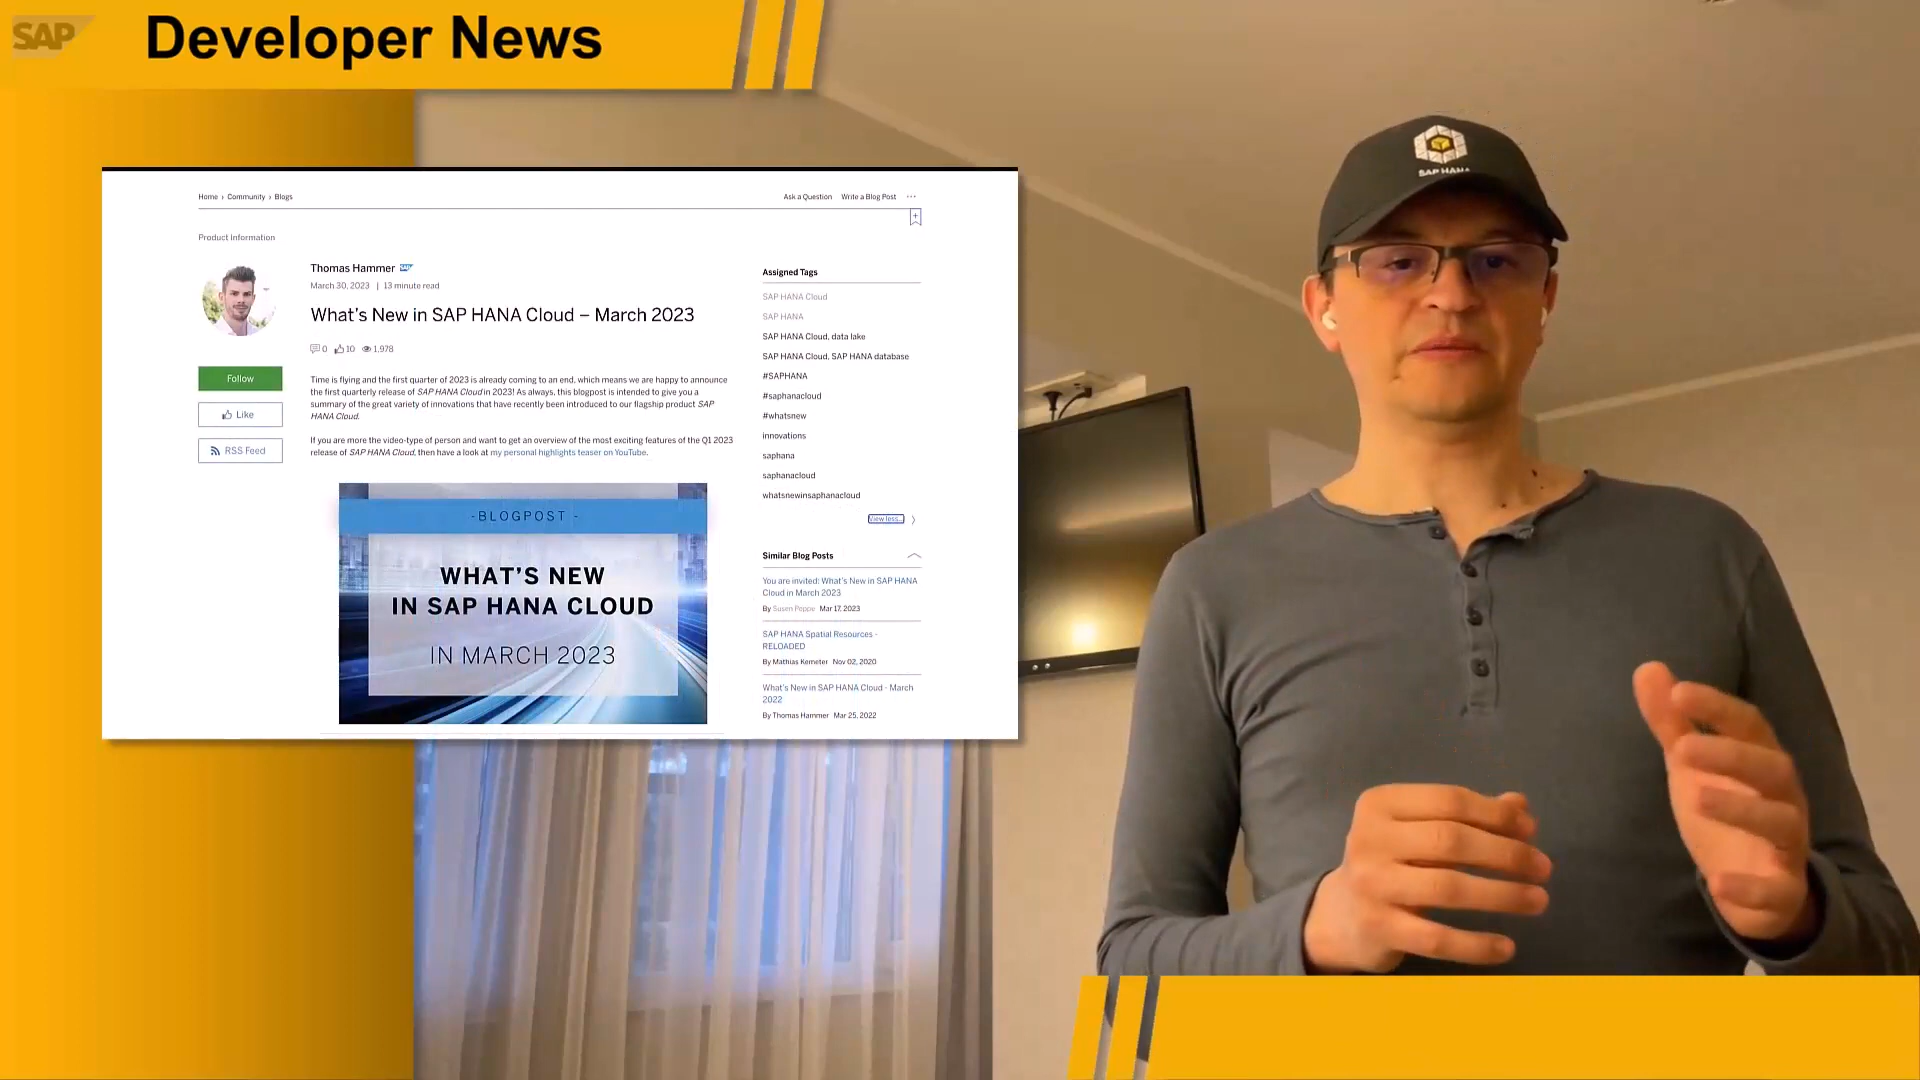 SAP
Developer News
SAP HANA
Home › Community › Blogs
Ask a Question Write a Blog Post ···
Product Information
Thomas Hammer SAP
March 30, 2023 | 13 minute read
What's New in SAP HANA Cloud – March 2023
0 10 1,978
Follow
Like
RSS Feed
Time is flying and the first quarter of 2023 is already coming to an end, which means we are happy to announce
the first quarterly release of SAP HANA Cloud in 2023! As always, this blogpost is intended to give you a
summary of the great variety of innovations that have recently been introduced to our flagship product SAP
HANA Cloud.
If you are more the video-type of person and want to get an overview of the most exciting features of the Q1 2023
release of SAP HANA Cloud, then have a look at my personal highlights teaser on YouTube.
-BLOGPOST -
WHAT'S NEW
IN SAP HANA CLOUD
IN MARCH 2023
Assigned Tags
SAP HANA Cloud
SAP HANA
SAP HANA Cloud, data lake
SAP HANA Cloud, SAP HANA database
#SAPHANA
#saphanacloud
#whatsnew
innovations
saphana
saphanacloud
whatsnewinsaphanacloud
View less...
Similar Blog Posts
You are invited: What's New in SAP HANA
Cloud in March 2023
By Susen Poppe Mar 17, 2023
SAP HANA Spatial Resources -
RELOADED
By Mathias Kemeter Nov 02, 2020
What's New in SAP HANA Cloud - March
2022
By Thomas Hammer Mar 25, 2022